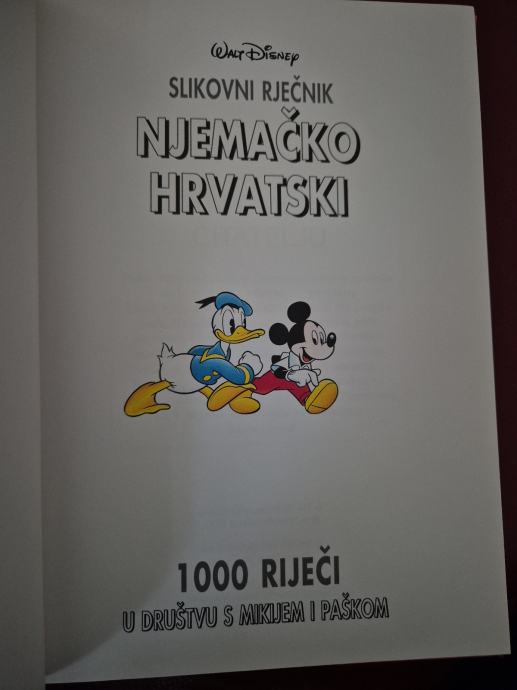 WALT DISNEY
SLIKOVNI RJEČNIK
NJEMAČKO
HRVATSKI
1000 RIJEČI
U DRUŠTVU S MIKIJEM I PAŠKOM